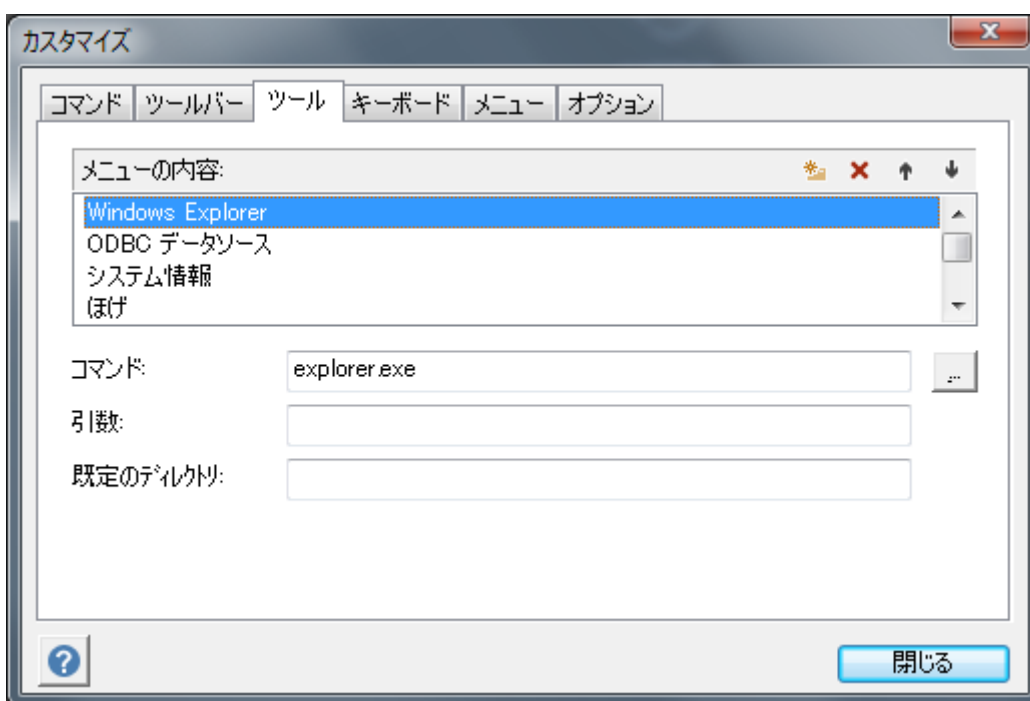 カスタマイズ
コマンド ツールバー ツール キーボード メニュー オプション
メニューの内容:
Windows Explorer
ODBC データソース
システム情報
ほげ
コマンド: explorer.exe ...
引数:
既定のディレクトリ:
? 閉じる